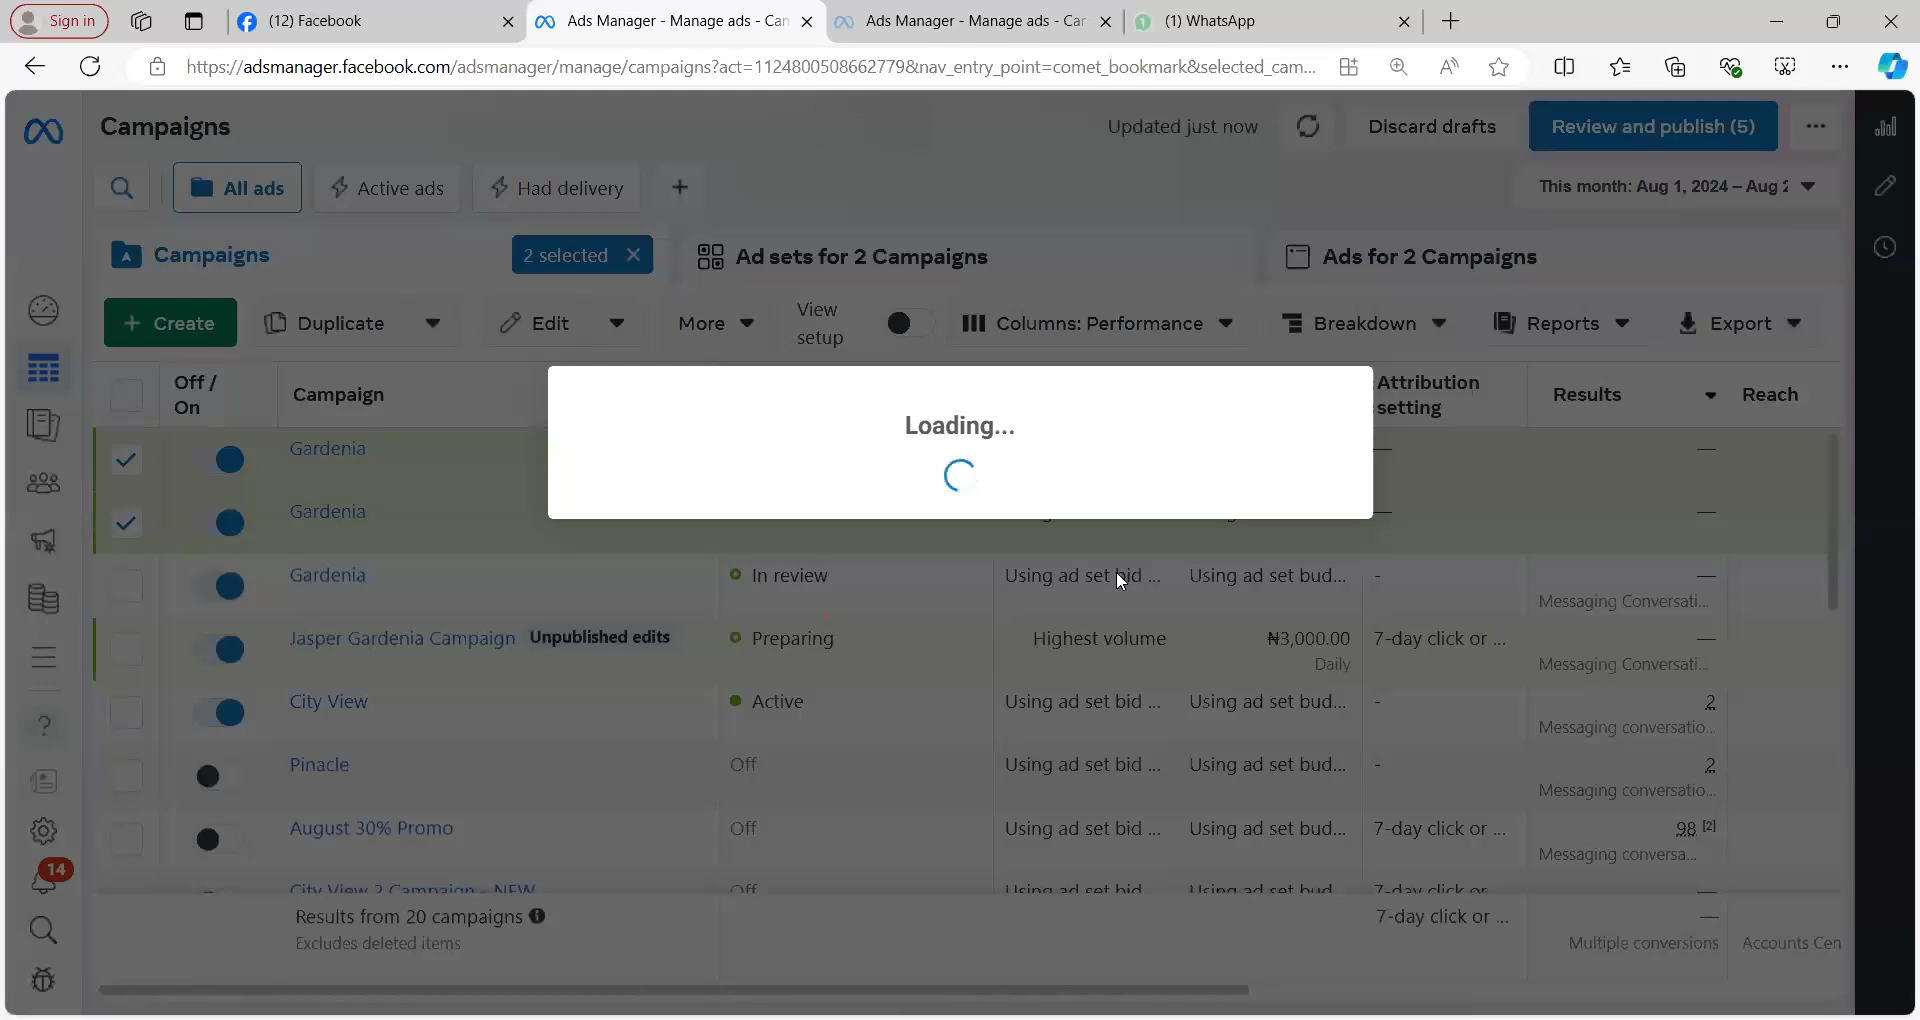 Sign in
(12) Facebook
Ads Manager - Manage ads - Can
Ads Manager - Manage ads - Car
(1) WhatsApp
https://adsmanager.facebook.com/adsmanager/manage/campaigns?act=1124800508662779&nav_entry_point=comet_bookmark&selected_cam...
Campaigns
Updated just now
Discard drafts
Review and publish (5)
All ads
Active ads
Had delivery
This month: Aug 1, 2024 – Aug 2
Campaigns
2 selected
Ad sets for 2 Campaigns
Ads for 2 Campaigns
+ Create
Duplicate
Edit
More
View setup
Columns: Performance
Breakdown
Reports
Export
Off / On
Campaign
Attribution setting
Results
Reach
Loading...
Gardenia
—
—
Gardenia
—
—
Gardenia
In review
Using ad set bid ...
Using ad set bud...
-
—
Messaging Conversati...
Jasper Gardenia Campaign
Unpublished edits
Preparing
Highest volume
₦3,000.00
Daily
7-day click or ...
—
Messaging Conversati...
City View
Active
Using ad set bid ...
Using ad set bud...
-
2
Messaging conversatio...
Pinacle
Off
Using ad set bid ...
Using ad set bud...
-
2
Messaging conversatio...
August 30% Promo
Off
Using ad set bid ...
Using ad set bud...
7-day click or ...
98 [2]
Messaging conversa...
City View 2 Campaign - NEW
Off
Using ad set bid
Using ad set bud
7-day click or
14
Results from 20 campaigns
Excludes deleted items
7-day click or ...
—
Multiple conversions
Accounts Cen